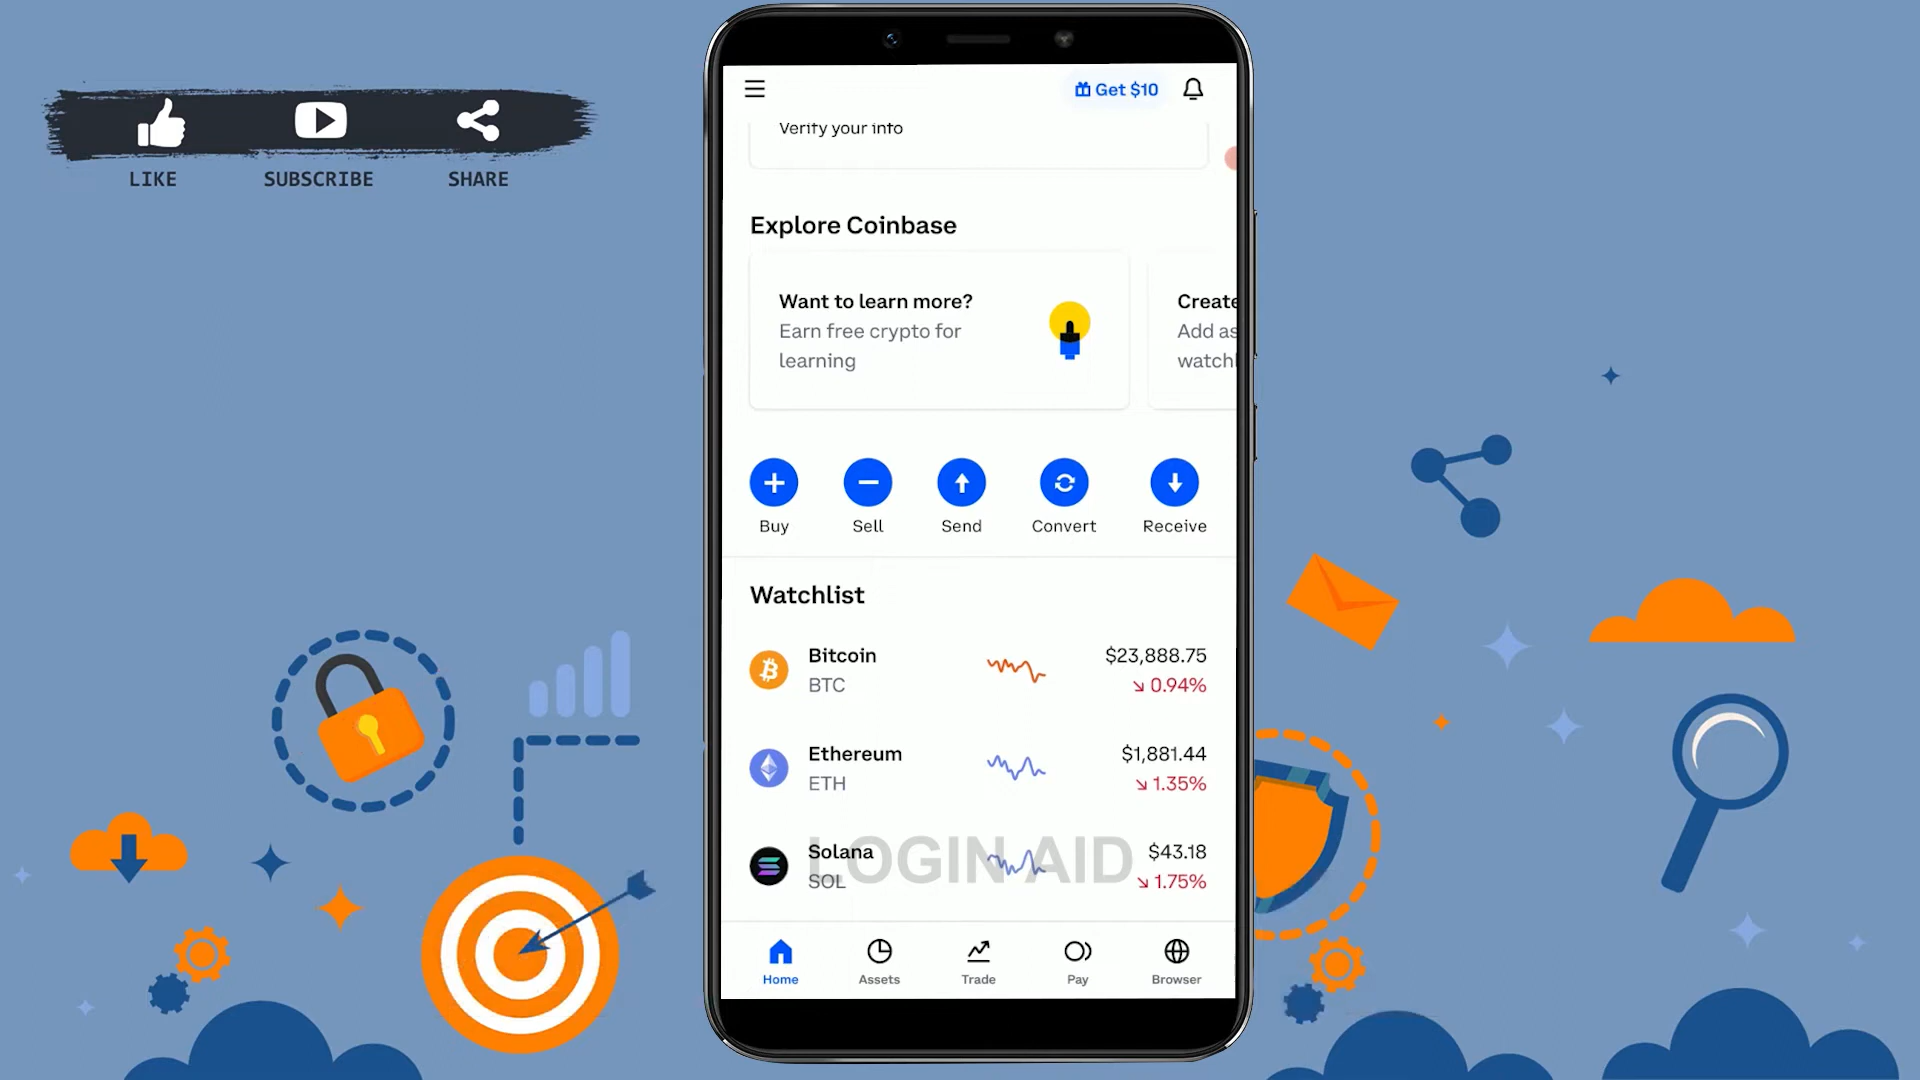 LIKE
SUBSCRIBE
SHARE
Get $10
Verify your info
Explore Coinbase
Want to learn more?
Earn free crypto for
learning
Create
Add as
watchl
Buy
Sell
Send
Convert
Receive
Watchlist
Bitcoin
$23,888.75
BTC
↘ 0.94%
Ethereum
$1,881.44
ETH
↘ 1.35%
Solana
$43.18
SOL
↘ 1.75%
LOGIN AID
Home
Assets
Trade
Pay
Browser